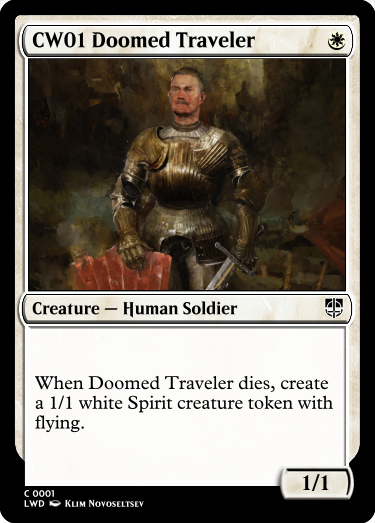 CW01 Doomed Traveler
Creature — Human Soldier
When Doomed Traveler dies, create
a 1/1 white Spirit creature token with
flying.
1/1
C 0001
LWD Klim Novoseltsev